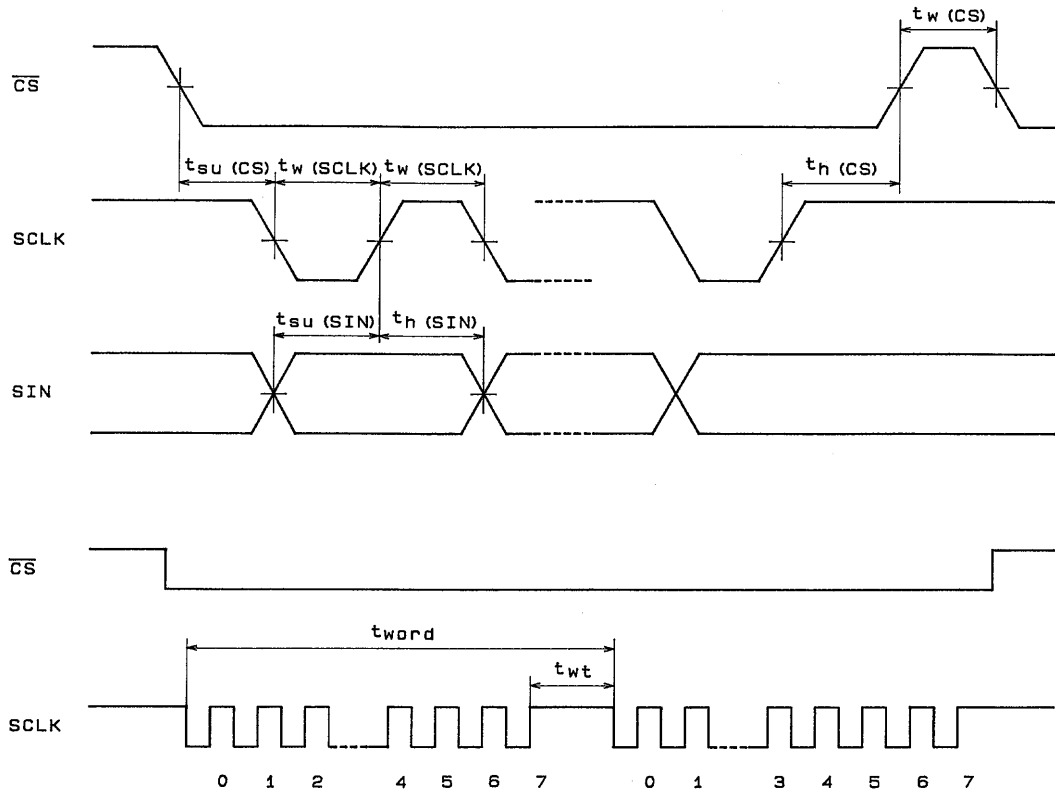 tw (CS)
CS
tsu (CS) tw (SCLK) tw (SCLK)
th (CS)
SCLK
tsu (SIN) th (SIN)
SIN
CS
tword
twt
SCLK
0 1 2 4 5 6 7 0 1 3 4 5 6 7